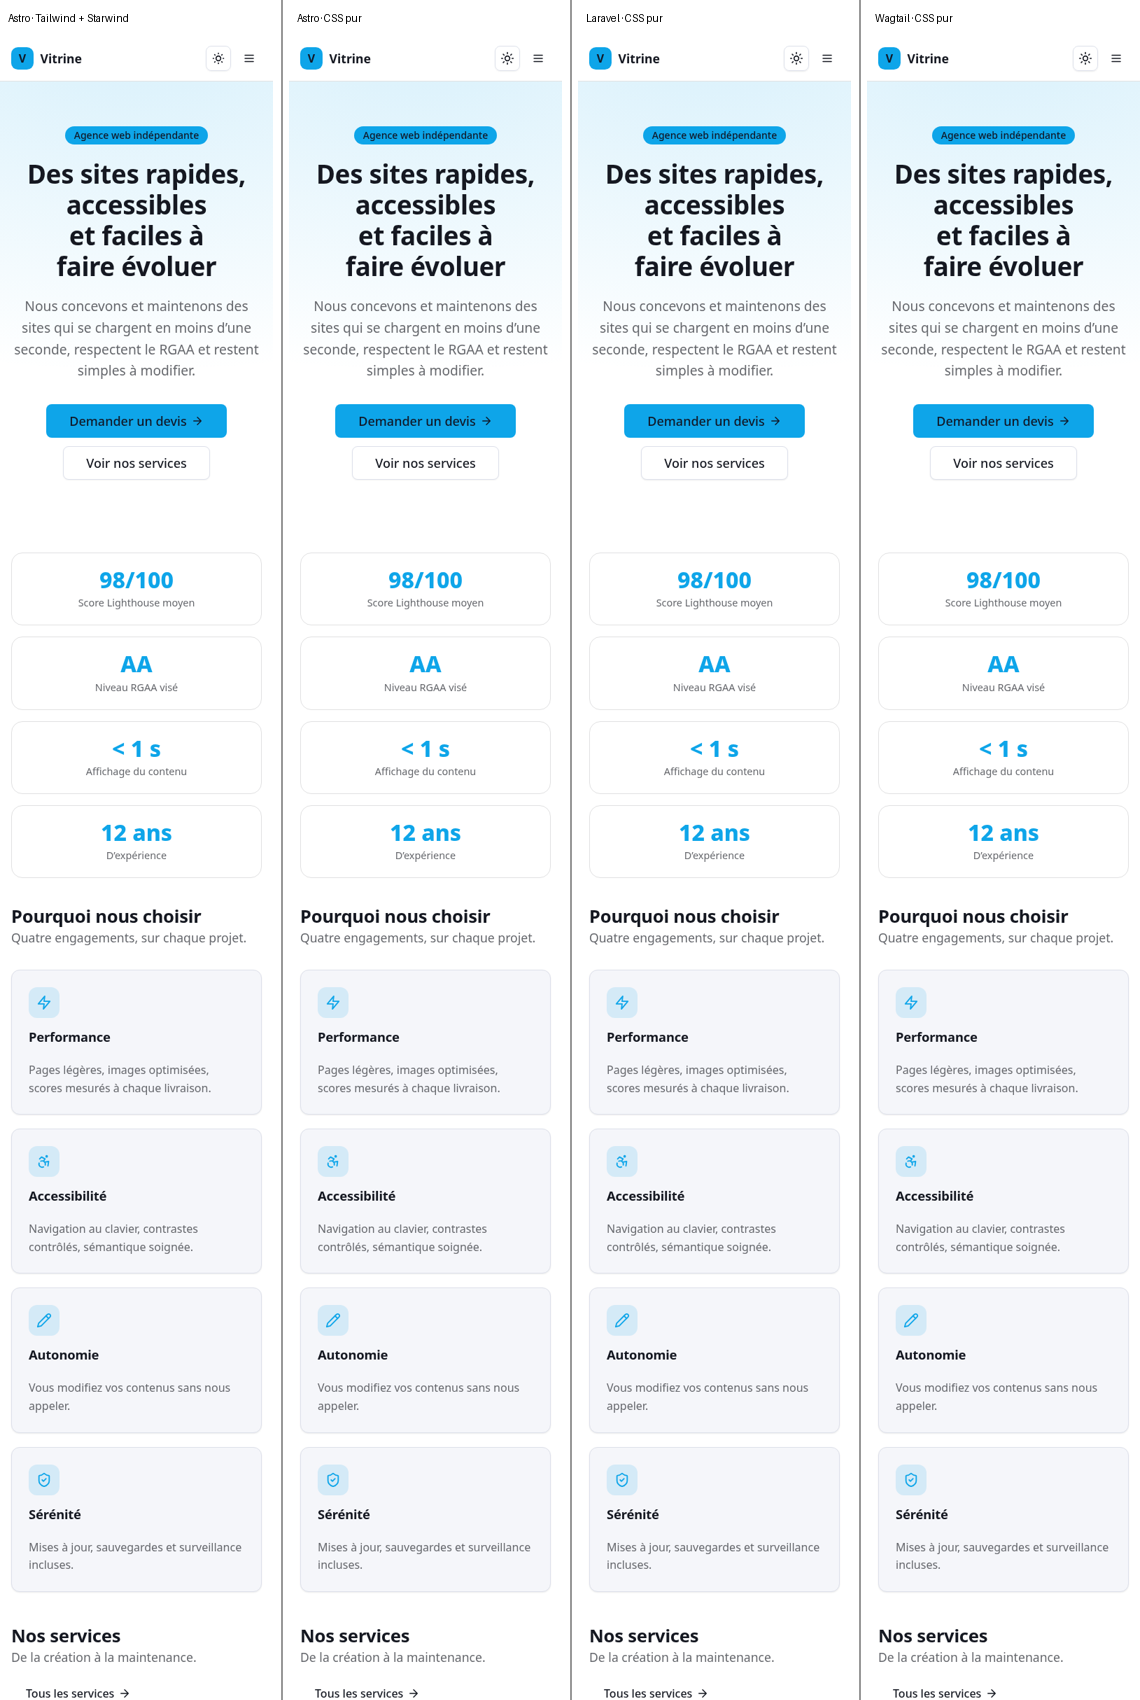 Astro · Tailwind + Starwind
V Vitrine
Agence web indépendante
Des sites rapides,
accessibles
et faciles à
faire évoluer
Nous concevons et maintenons des
sites qui se chargent en moins d’une
seconde, respectent le RGAA et restent
simples à modifier.
Demander un devis →
Voir nos services
98/100
Score Lighthouse moyen
AA
Niveau RGAA visé
< 1 s
Affichage du contenu
12 ans
D’expérience
Pourquoi nous choisir
Quatre engagements, sur chaque projet.
Performance
Pages légères, images optimisées,
scores mesurés à chaque livraison.
Accessibilité
Navigation au clavier, contrastes
contrôlés, sémantique soignée.
Autonomie
Vous modifiez vos contenus sans nous
appeler.
Sérénité
Mises à jour, sauvegardes et surveillance
incluses.
Nos services
De la création à la maintenance.
Tous les services →
Astro · CSS pur
V Vitrine
Agence web indépendante
Des sites rapides,
accessibles
et faciles à
faire évoluer
Nous concevons et maintenons des
sites qui se chargent en moins d’une
seconde, respectent le RGAA et restent
simples à modifier.
Demander un devis →
Voir nos services
98/100
Score Lighthouse moyen
AA
Niveau RGAA visé
< 1 s
Affichage du contenu
12 ans
D’expérience
Pourquoi nous choisir
Quatre engagements, sur chaque projet.
Performance
Pages légères, images optimisées,
scores mesurés à chaque livraison.
Accessibilité
Navigation au clavier, contrastes
contrôlés, sémantique soignée.
Autonomie
Vous modifiez vos contenus sans nous
appeler.
Sérénité
Mises à jour, sauvegardes et surveillance
incluses.
Nos services
De la création à la maintenance.
Tous les services →
Laravel · CSS pur
V Vitrine
Agence web indépendante
Des sites rapides,
accessibles
et faciles à
faire évoluer
Nous concevons et maintenons des
sites qui se chargent en moins d’une
seconde, respectent le RGAA et restent
simples à modifier.
Demander un devis →
Voir nos services
98/100
Score Lighthouse moyen
AA
Niveau RGAA visé
< 1 s
Affichage du contenu
12 ans
D’expérience
Pourquoi nous choisir
Quatre engagements, sur chaque projet.
Performance
Pages légères, images optimisées,
scores mesurés à chaque livraison.
Accessibilité
Navigation au clavier, contrastes
contrôlés, sémantique soignée.
Autonomie
Vous modifiez vos contenus sans nous
appeler.
Sérénité
Mises à jour, sauvegardes et surveillance
incluses.
Nos services
De la création à la maintenance.
Tous les services →
Wagtail · CSS pur
V Vitrine
Agence web indépendante
Des sites rapides,
accessibles
et faciles à
faire évoluer
Nous concevons et maintenons des
sites qui se chargent en moins d’une
seconde, respectent le RGAA et restent
simples à modifier.
Demander un devis →
Voir nos services
98/100
Score Lighthouse moyen
AA
Niveau RGAA visé
< 1 s
Affichage du contenu
12 ans
D’expérience
Pourquoi nous choisir
Quatre engagements, sur chaque projet.
Performance
Pages légères, images optimisées,
scores mesurés à chaque livraison.
Accessibilité
Navigation au clavier, contrastes
contrôlés, sémantique soignée.
Autonomie
Vous modifiez vos contenus sans nous
appeler.
Sérénité
Mises à jour, sauvegardes et surveillance
incluses.
Nos services
De la création à la maintenance.
Tous les services →